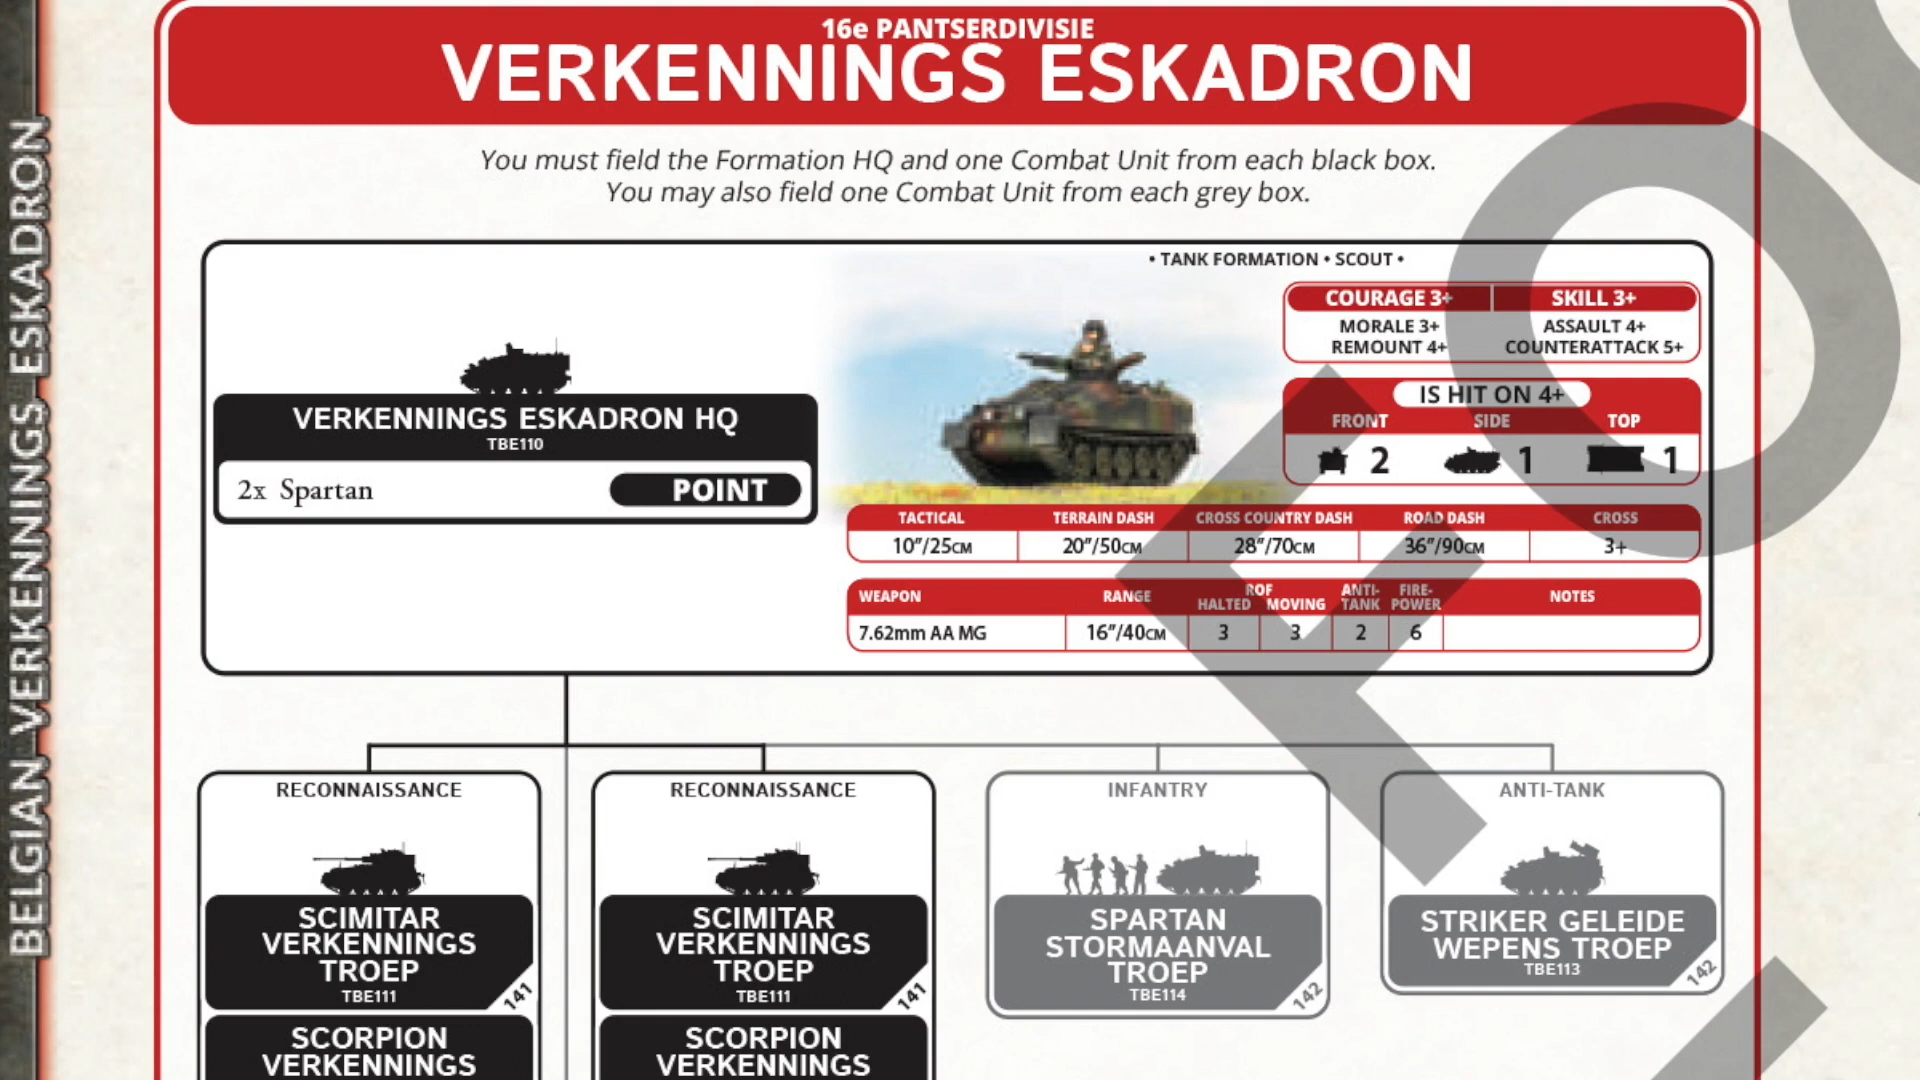 16e PANTSERDIVISIE
VERKENNINGS ESKADRON
You must field the Formation HQ and one Combat Unit from each black box.
You may also field one Combat Unit from each grey box.
BELGIAN VERKENNINGS ESKADRON
• TANK FORMATION • SCOUT •
VERKENNINGS ESKADRON HQ
TBE110
2x Spartan
POINT
COURAGE 3+ SKILL 3+
MORALE 3+ ASSAULT 4+
REMOUNT 4+ COUNTERATTACK 5+
IS HIT ON 4+
FRONT SIDE TOP
2 1 1
TACTICAL TERRAIN DASH CROSS COUNTRY DASH ROAD DASH CROSS
10"/25CM 20"/50CM 28"/70CM 36"/90CM 3+
WEAPON RANGE ROF HALTED MOVING ANTI-TANK FIRE-POWER NOTES
7.62mm AA MG 16"/40CM 3 3 2 6
RECONNAISSANCE
SCIMITAR
VERKENNINGS
TROEP
TBE111
141
SCORPION
VERKENNINGS
RECONNAISSANCE
SCIMITAR
VERKENNINGS
TROEP
TBE111
141
SCORPION
VERKENNINGS
INFANTRY
SPARTAN
STORMAANVAL
TROEP
TBE114
142
ANTI-TANK
STRIKER GELEIDE
WEPENS TROEP
TBE113
142